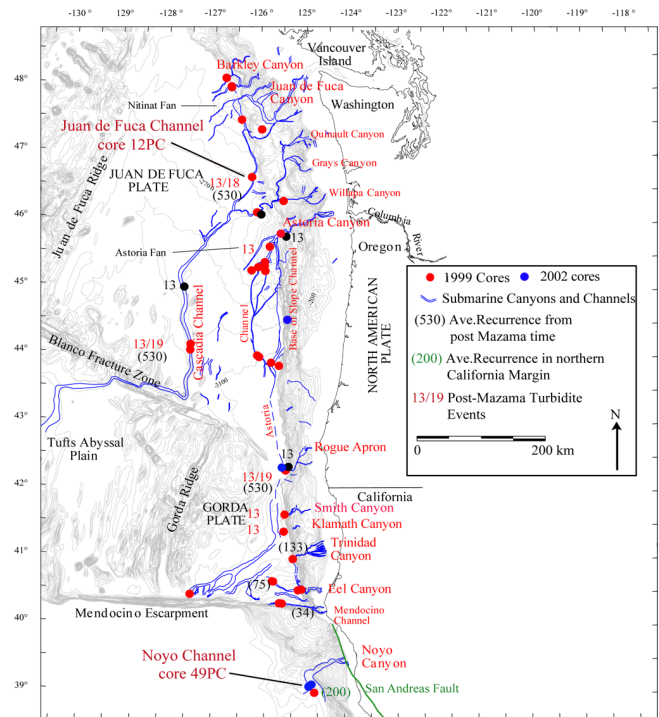 -130° -129° -128° -127° -126° -125° -124° -123° -122° -121° -120° -119° -118°
Vancouver
Island
48°
Barkley Canyon
Juan de Fuca
Canyon
Washington
Nitinat Fan
Juan de Fuca Channel
core 12PC
Quinault Canyon
47°
Grays Canyon
JUAN DE FUCA
PLATE
13/18
(530)
Willapa Canyon
Juan de Fuca Ridge
46°
Columbia
River
Astoria Canyon
13
Oregon
Astoria Fan
13
45°
13
Cascadia Channel
Channel
Base of Slope Channel
-200
NORTH AMERICAN
PLATE
1999 Cores
2002 cores
Submarine Canyons and Channels
(530) Ave.Recurrence from
post Mazama time
(200) Ave.Recurrence in northern
California Margin
13/19 Post-Mazama Turbidite
Events
0
200 km
N
13/19
(530)
44°
Blanco Fracture Zone
-3100
43°
Astoria
Tufts Abyssal
Plain
13
Rogue Apron
13/19
(530)
42°
California
Gorda Ridge
GORDA
PLATE
Smith Canyon
13
Klamath Canyon
13
41°
(133)
Trinidad
Canyon
(75)
Eel Canyon
Mendocino Escarpment
(34)
Mendocino
Channel
40°
Noyo Channel
core 49PC
Noyo
Canyon
39°
(200)
San Andreas Fault